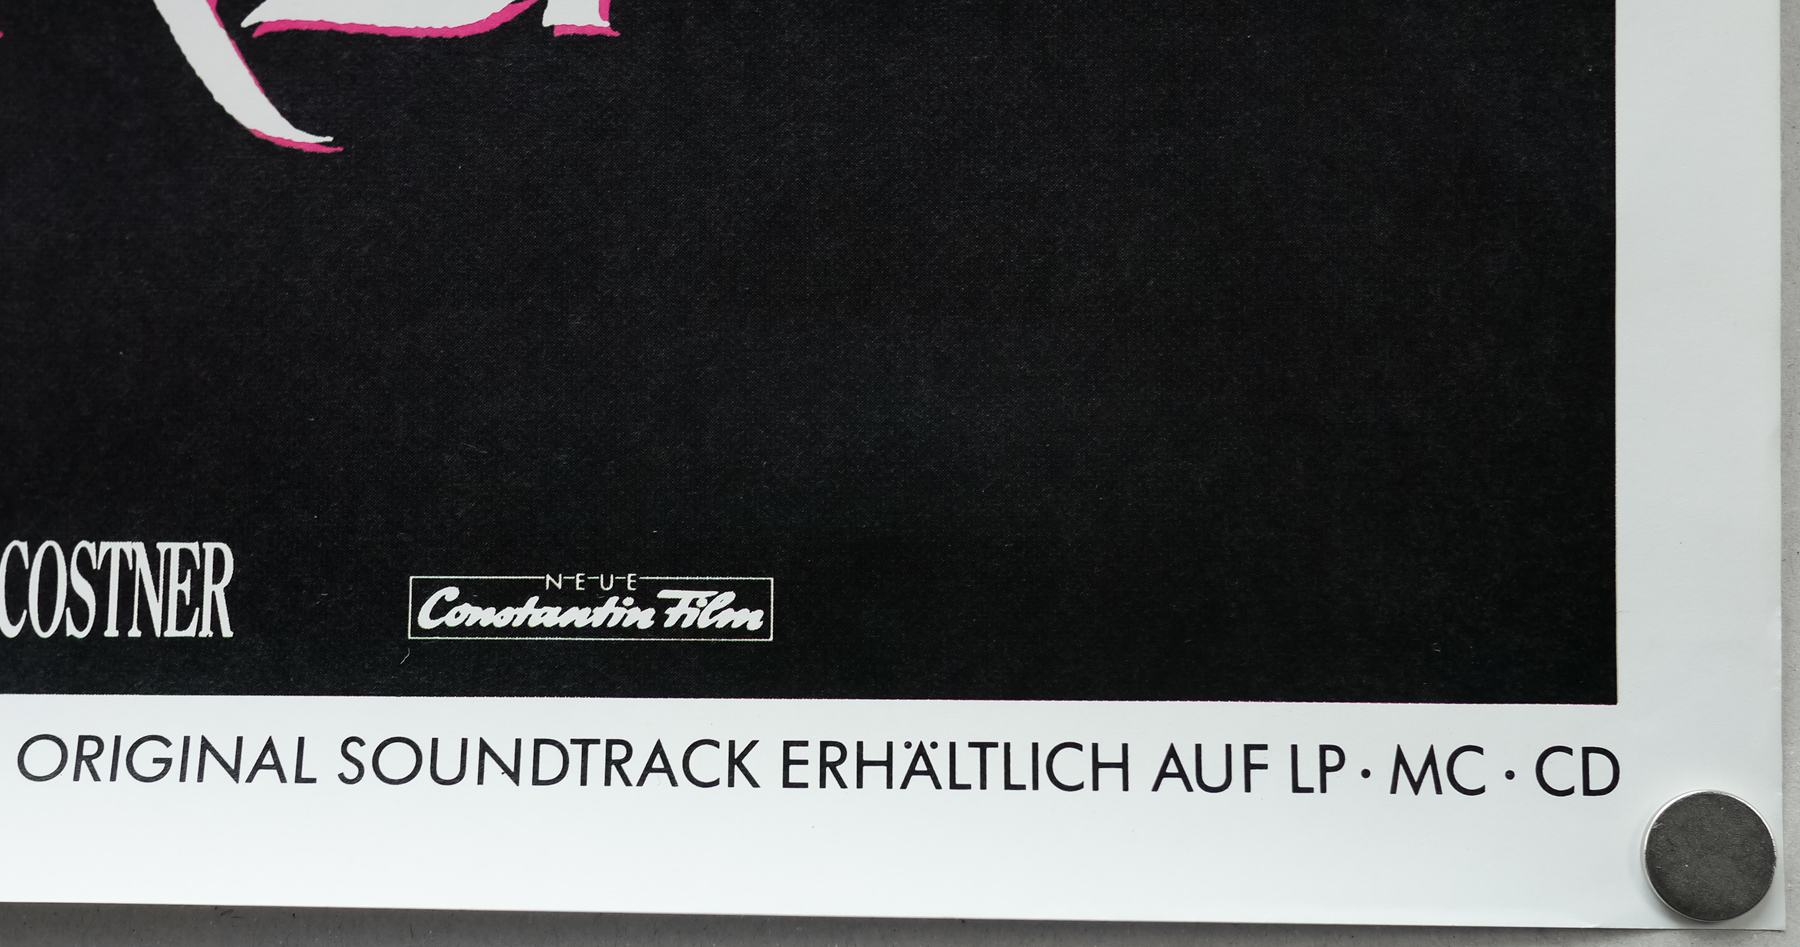 COSTNER
NEUE
Constantin Film
ORIGINAL SOUNDTRACK ERHÄLTLICH AUF LP · MC · CD